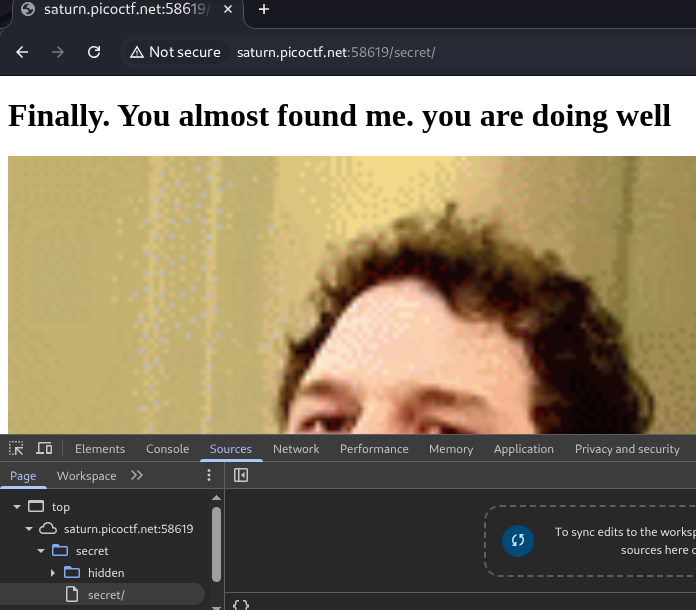 saturn.picoctf.net:58619/
Not secure saturn.picoctf.net:58619/secret/
Finally. You almost found me. you are doing well
Elements Console Sources Network Performance Memory Application Privacy and security
Page Workspace
top
saturn.picoctf.net:58619
secret
hidden
secret/
To sync edits to the worksp
sources here
{}